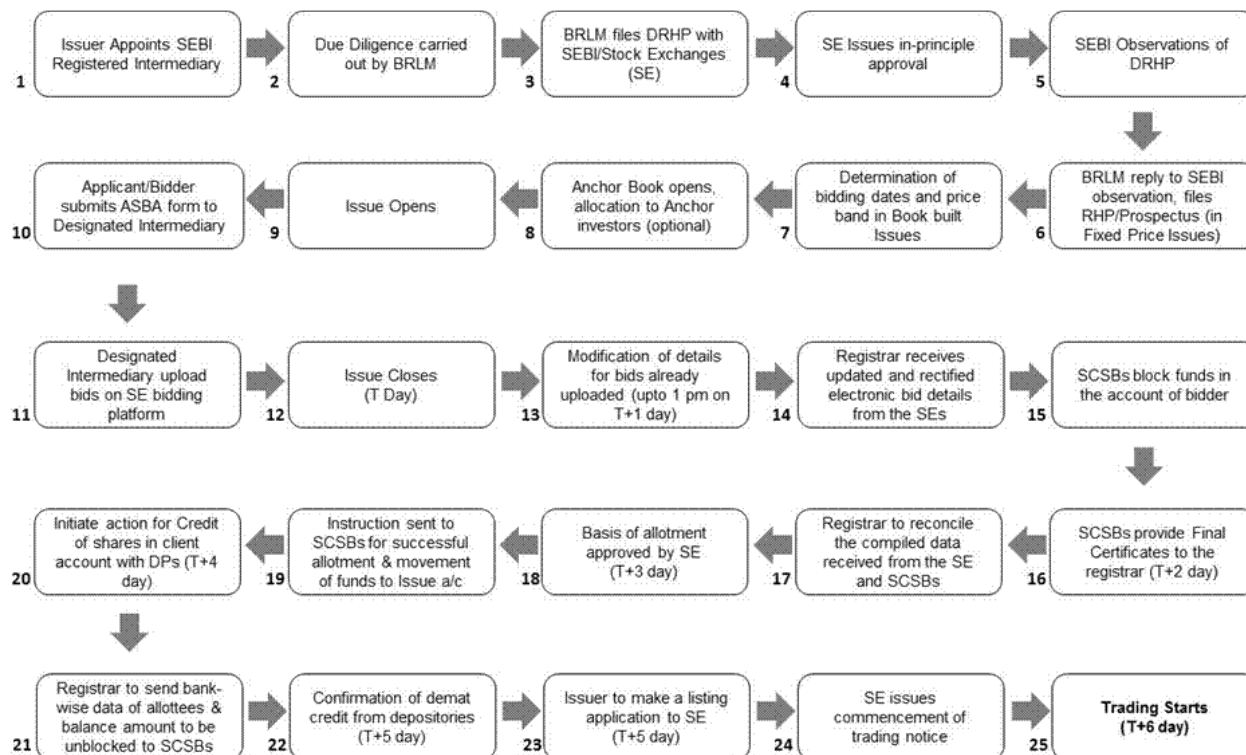 Issuer Appoints SEBI
Registered Intermediary
1
Due Diligence carried
out by BRLM
2
BRLM files DRHP with
SEBI/Stock Exchanges
(SE)
3
SE Issues in-principle
approval
4
SEBI Observations of
DRHP
5
BRLM reply to SEBI
observation, files
RHP/Prospectus (in
Fixed Price Issues)
6
Determination of
bidding dates and price
band in Book built
Issues
7
Anchor Book opens,
allocation to Anchor
investors (optional)
8
Issue Opens
9
Applicant/Bidder
submits ASBA form to
Designated Intermediary
10
Designated
Intermediary upload
bids on SE bidding
platform
11
Issue Closes
(T Day)
12
Modification of details
for bids already
uploaded (upto 1 pm on
T+1 day)
13
Registrar receives
updated and rectified
electronic bid details
from the SEs
14
SCSBs block funds in
the account of bidder
15
SCSBs provide Final
Certificates to the
registrar (T+2 day)
16
Registrar to reconcile
the compiled data
received from the SE
and SCSBs
17
Basis of allotment
approved by SE
(T+3 day)
18
Instruction sent to
SCSBs for successful
allotment & movement
of funds to Issue a/c
19
Initiate action for Credit
of shares in client
account with DPs (T+4
day)
20
Registrar to send bank-
wise data of allottees &
balance amount to be
unblocked to SCSBs
21
Confirmation of demat
credit from depositories
(T+5 day)
22
Issuer to make a listing
application to SE
(T+5 day)
23
SE issues
commencement of
trading notice
24
Trading Starts
(T+6 day)
25